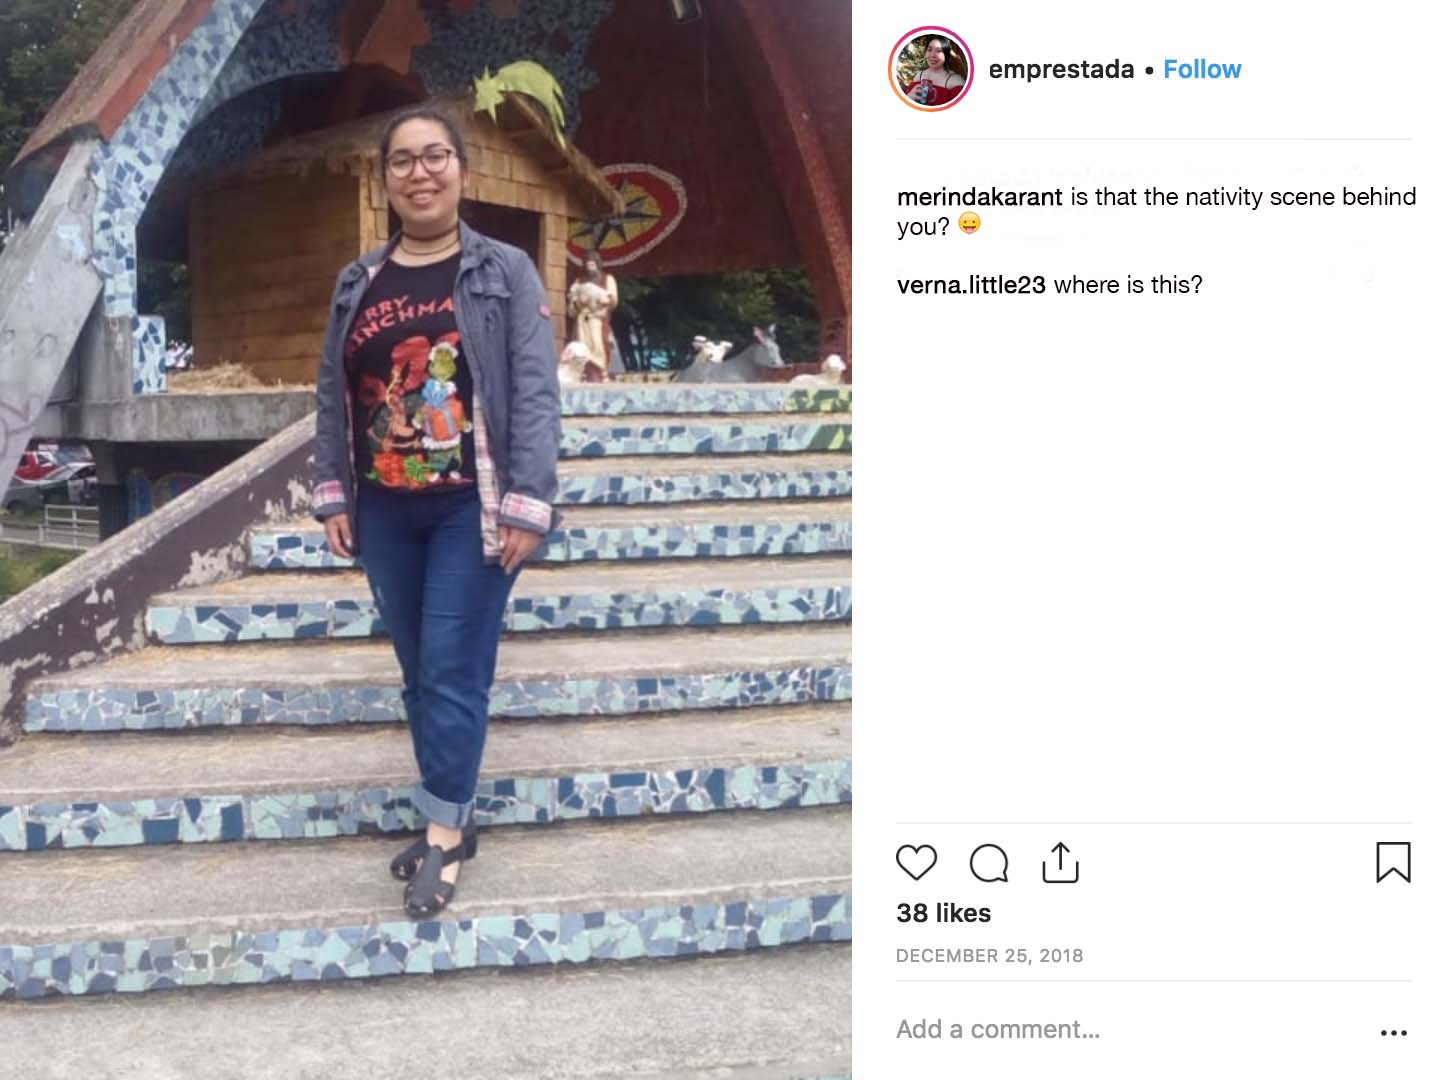 emprestada • Follow
merindakarant is that the nativity scene behind
you? 😛
verna.little23 where is this?
38 likes
DECEMBER 25, 2018
Add a comment...